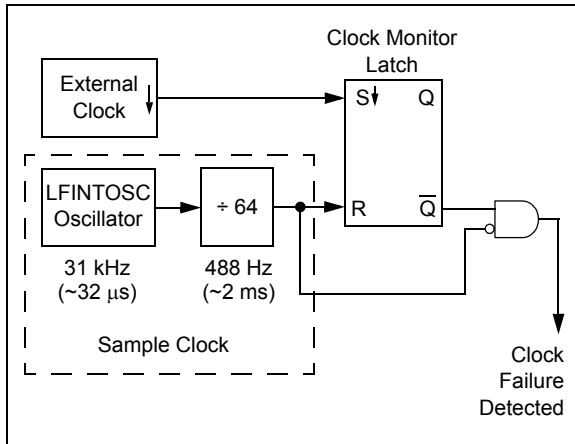 Clock Monitor
Latch
External
Clock
S
Q
LFINTOSC
Oscillator
÷ 64
R
Q̅
31 kHz
(~32 μs)
488 Hz
(~2 ms)
Sample Clock
Clock
Failure
Detected